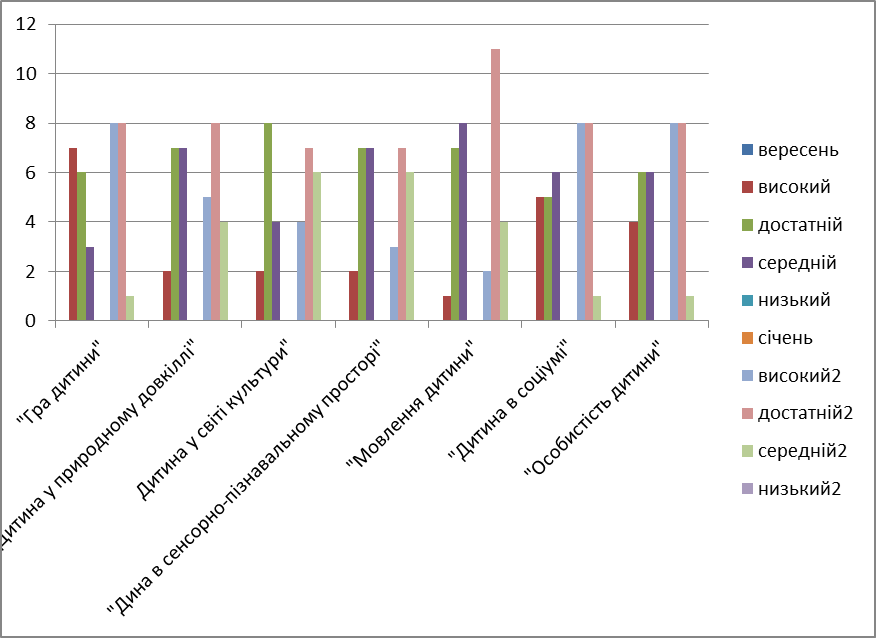 12
10
8
6
4
2
0
"Гра дитини"
дитина у природному довкіллі"
Дитина у світі культури"
"Дина в сенсорно-пізнавальному просторі"
"Мовлення дитини"
"Дитина в соціумі"
"Особистість дитини"
вересень
високий
достатній
середній
низький
січень
високий2
достатній2
середній2
низький2